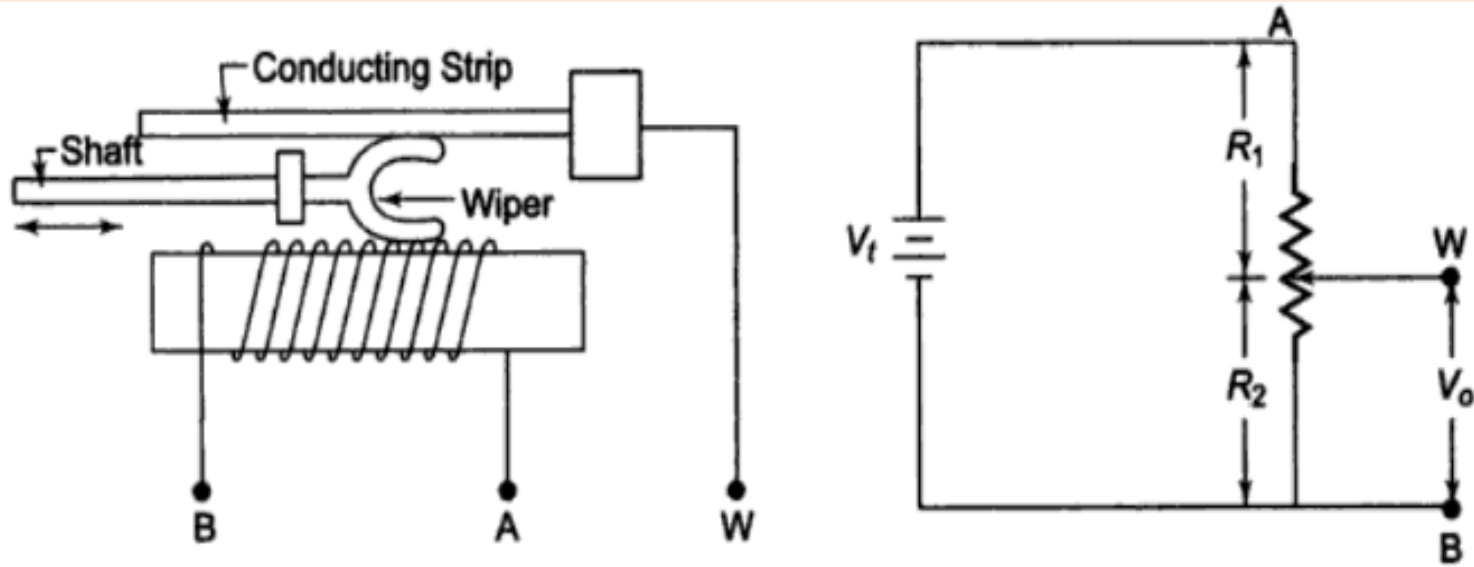 Conducting Strip
Shaft
Wiper
B
A
W
A
R₁
Vₜ
W
R₂
Vₒ
B